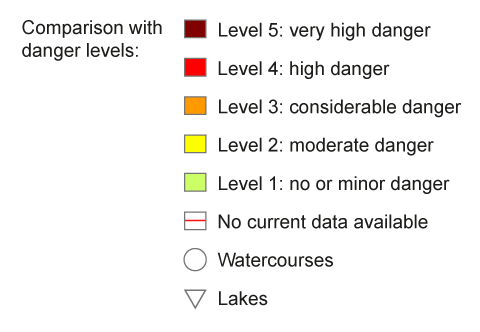 Comparison with
danger levels:
Level 5: very high danger
Level 4: high danger
Level 3: considerable danger
Level 2: moderate danger
Level 1: no or minor danger
No current data available
Watercourses
Lakes